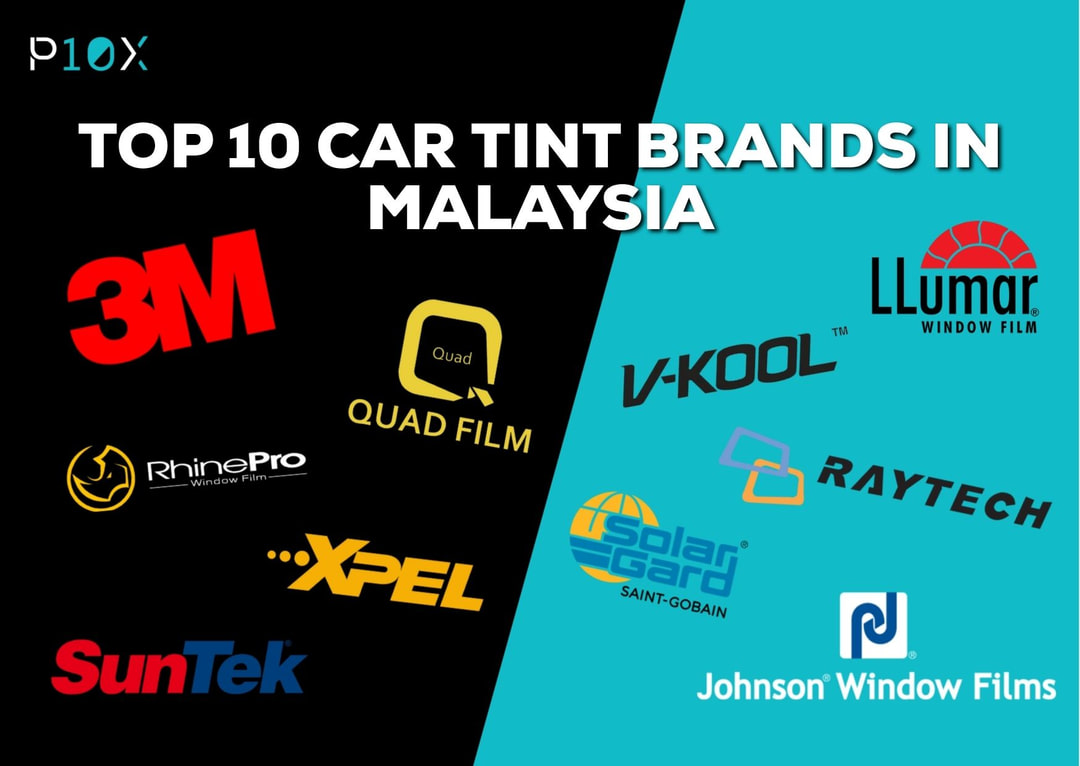 P10X
TOP 10 CAR TINT BRANDS IN
MALAYSIA
3M
Quad
QUAD FILM
RhinePro
Window Film
XPEL
SunTek®
LLumar®
WINDOW FILM
V-KOOL™
RAYTECH
Solar
Gard®
SAINT-GOBAIN
®
Johnson® Window Films